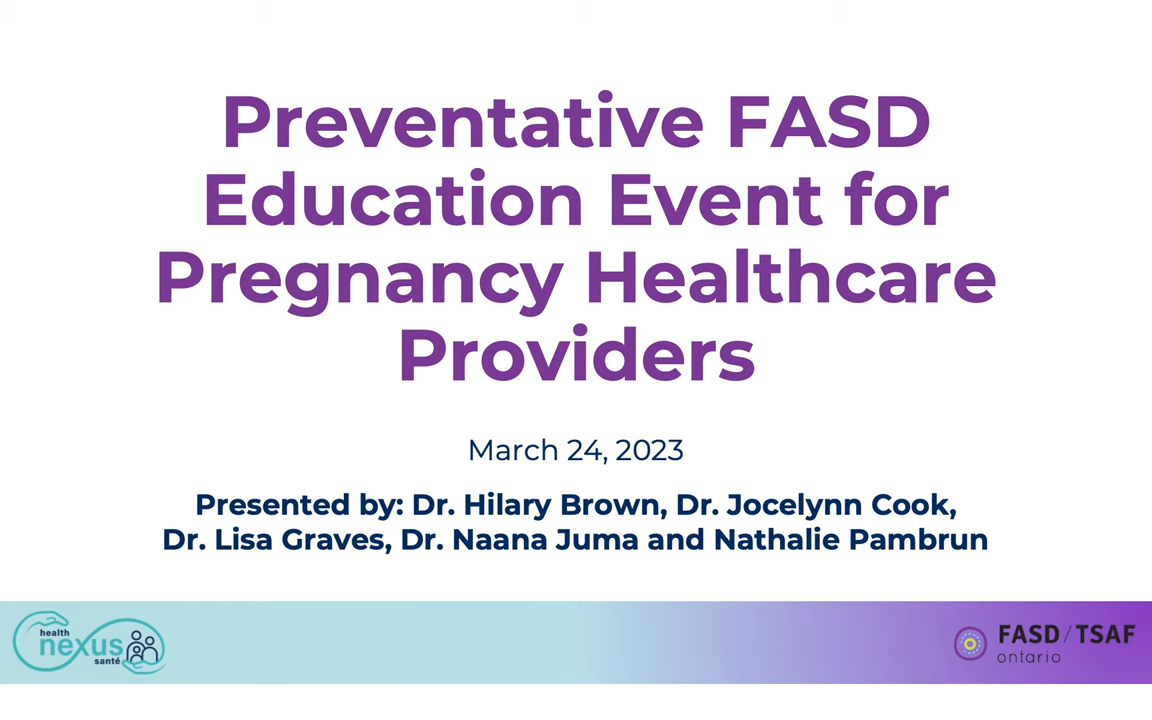 Preventative FASD
Education Event for
Pregnancy Healthcare
Providers
March 24, 2023
Presented by: Dr. Hilary Brown, Dr. Jocelynn Cook,
Dr. Lisa Graves, Dr. Naana Juma and Nathalie Pambrun
health
nexus
santé
FASD / TSAF
ontario